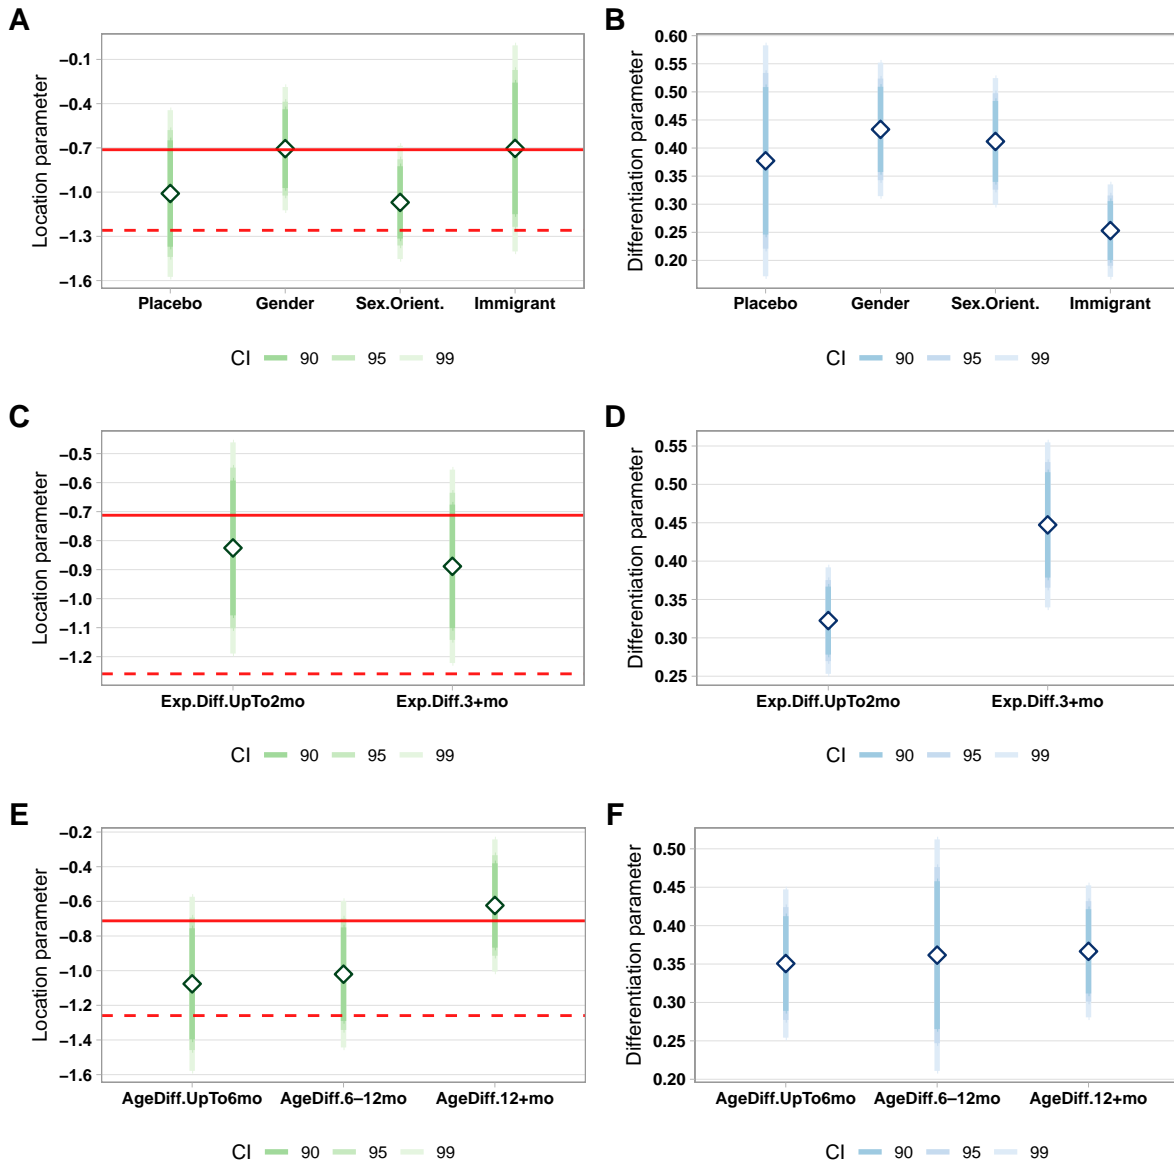 A
Location parameter
−0.1
−0.4
−0.7
−1.0
−1.3
−1.6
Placebo Gender Sex.Orient. Immigrant
CI 90 95 99
B
Differentiation parameter
0.60
0.55
0.50
0.45
0.40
0.35
0.30
0.25
0.20
Placebo Gender Sex.Orient. Immigrant
CI 90 95 99
C
Location parameter
−0.5
−0.6
−0.7
−0.8
−0.9
−1.0
−1.1
−1.2
Exp.Diff.UpTo2mo Exp.Diff.3+mo
CI 90 95 99
D
Differentiation parameter
0.55
0.50
0.45
0.40
0.35
0.30
0.25
Exp.Diff.UpTo2mo Exp.Diff.3+mo
CI 90 95 99
E
Location parameter
−0.2
−0.4
−0.6
−0.8
−1.0
−1.2
−1.4
−1.6
AgeDiff.UpTo6mo AgeDiff.6−12mo AgeDiff.12+mo
CI 90 95 99
F
Differentiation parameter
0.50
0.45
0.40
0.35
0.30
0.25
0.20
AgeDiff.UpTo6mo AgeDiff.6−12mo AgeDiff.12+mo
CI 90 95 99